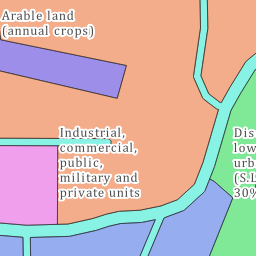 Arable land
(annual crops)
Industrial,
commercial,
public,
military and
private units
Dis
low
urb
(S.L
30%